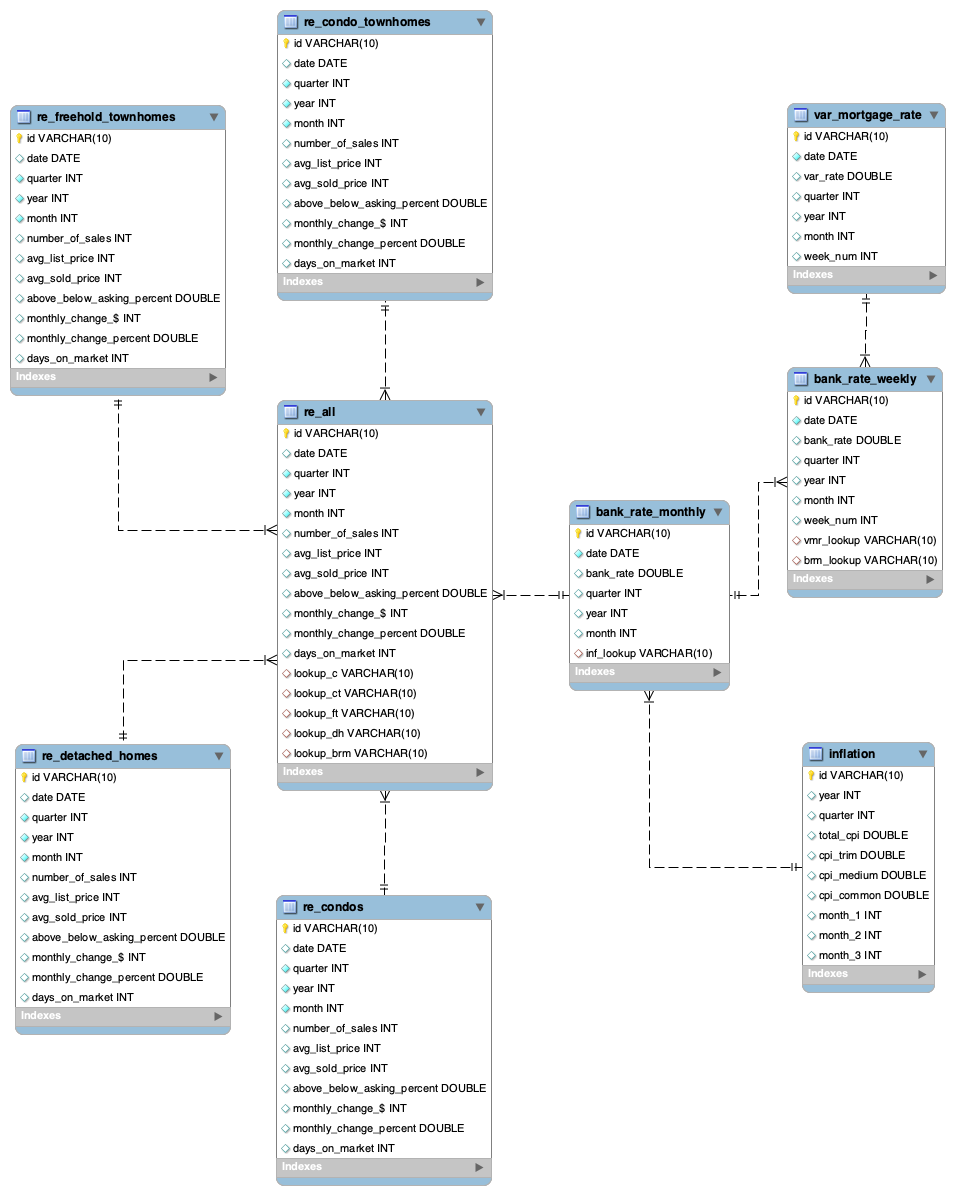 re_condo_townhomes
id VARCHAR(10)
date DATE
quarter INT
year INT
month INT
number_of_sales INT
avg_list_price INT
avg_sold_price INT
above_below_asking_percent DOUBLE
monthly_change_$ INT
monthly_change_percent DOUBLE
days_on_market INT
Indexes
re_freehold_townhomes
id VARCHAR(10)
date DATE
quarter INT
year INT
month INT
number_of_sales INT
avg_list_price INT
avg_sold_price INT
above_below_asking_percent DOUBLE
monthly_change_$ INT
monthly_change_percent DOUBLE
days_on_market INT
Indexes
var_mortgage_rate
id VARCHAR(10)
date DATE
var_rate DOUBLE
quarter INT
year INT
month INT
week_num INT
Indexes
re_all
id VARCHAR(10)
date DATE
quarter INT
year INT
month INT
number_of_sales INT
avg_list_price INT
avg_sold_price INT
above_below_asking_percent DOUBLE
monthly_change_$ INT
monthly_change_percent DOUBLE
days_on_market INT
lookup_c VARCHAR(10)
lookup_ct VARCHAR(10)
lookup_ft VARCHAR(10)
lookup_dh VARCHAR(10)
lookup_brm VARCHAR(10)
Indexes
bank_rate_monthly
id VARCHAR(10)
date DATE
bank_rate DOUBLE
quarter INT
year INT
month INT
inf_lookup VARCHAR(10)
Indexes
bank_rate_weekly
id VARCHAR(10)
date DATE
bank_rate DOUBLE
quarter INT
year INT
month INT
week_num INT
vmr_lookup VARCHAR(10)
brm_lookup VARCHAR(10)
Indexes
re_detached_homes
id VARCHAR(10)
date DATE
quarter INT
year INT
month INT
number_of_sales INT
avg_list_price INT
avg_sold_price INT
above_below_asking_percent DOUBLE
monthly_change_$ INT
monthly_change_percent DOUBLE
days_on_market INT
Indexes
inflation
id VARCHAR(10)
year INT
quarter INT
total_cpi DOUBLE
cpi_trim DOUBLE
cpi_medium DOUBLE
cpi_common DOUBLE
month_1 INT
month_2 INT
month_3 INT
Indexes
re_condos
id VARCHAR(10)
date DATE
quarter INT
year INT
month INT
number_of_sales INT
avg_list_price INT
avg_sold_price INT
above_below_asking_percent DOUBLE
monthly_change_$ INT
monthly_change_percent DOUBLE
days_on_market INT
Indexes